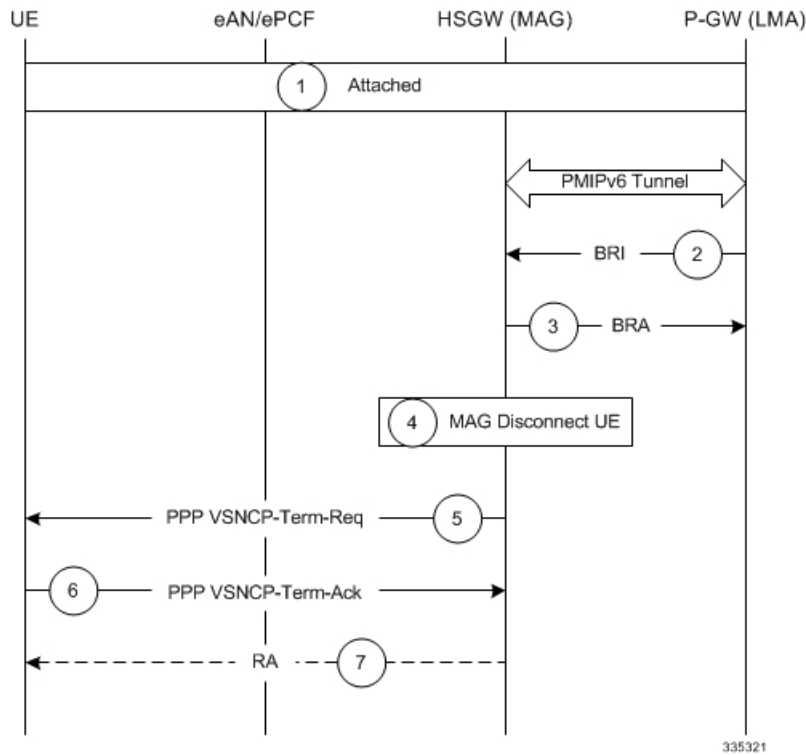 UE eAN/ePCF HSGW (MAG) P-GW (LMA)
1 Attached
PMIPv6 Tunnel
BRI 2
3 BRA
4 MAG Disconnect UE
PPP VSNCP-Term-Req 5
6 PPP VSNCP-Term-Ack
RA 7
335321